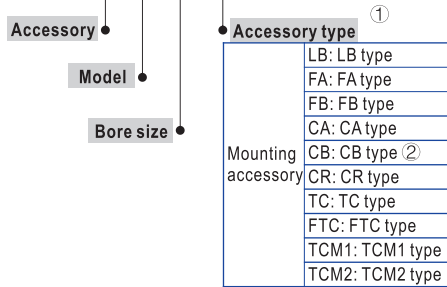 ①
Accessory
Accessory type
Model
Bore size
Mounting accessory
LB: LB type
FA: FA type
FB: FB type
CA: CA type
CB: CB type ②
CR: CR type
TC: TC type
FTC: FTC type
TCM1: TCM1 type
TCM2: TCM2 type